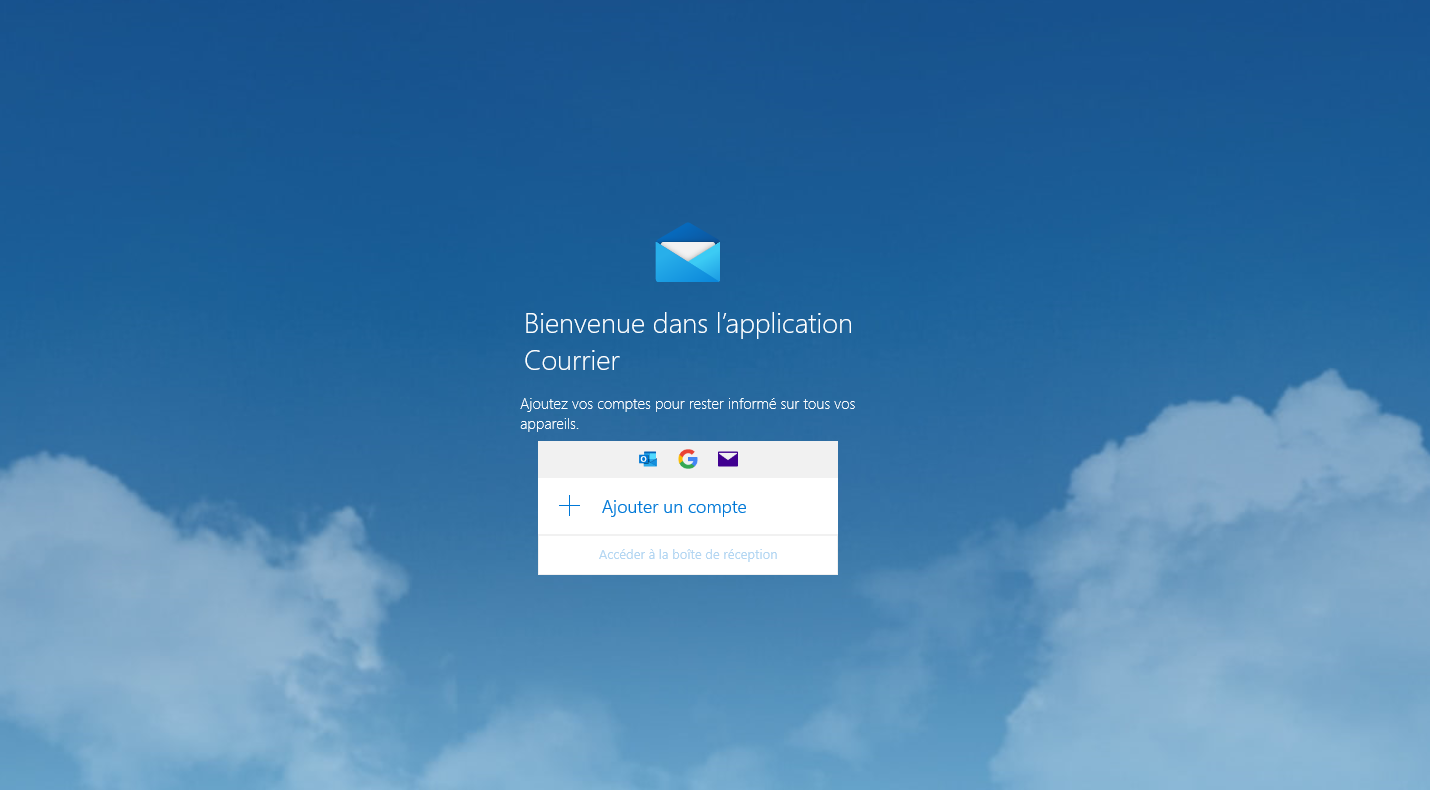 Bienvenue dans l’application
Courrier
Ajoutez vos comptes pour rester informé sur tous vos
appareils.
Ajouter un compte
Accéder à la boîte de réception